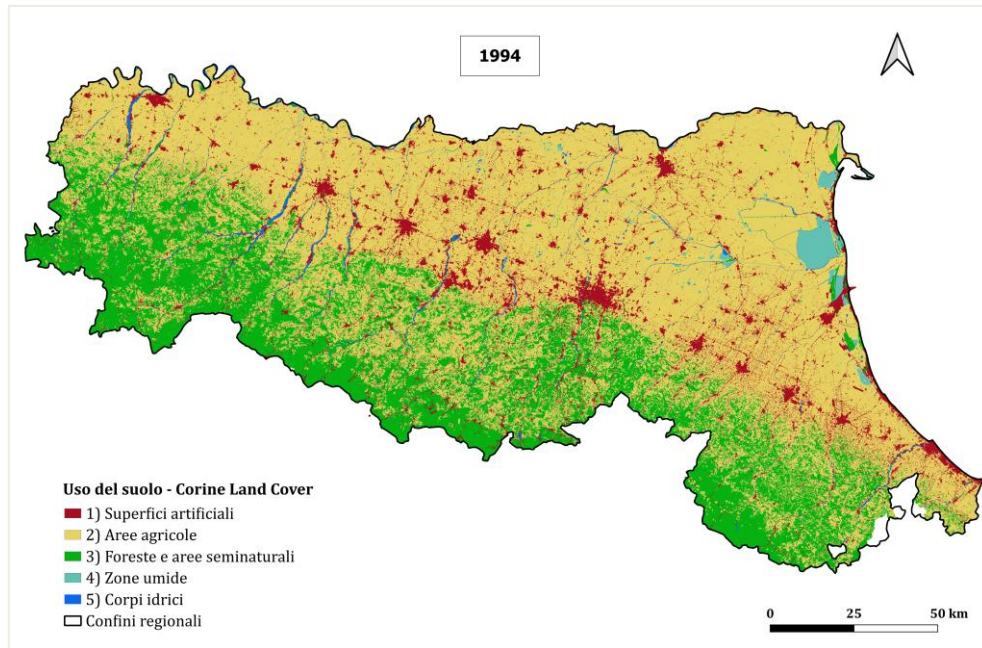 1994
Uso del suolo - Corine Land Cover
1) Superfici artificiali
2) Aree agricole
3) Foreste e aree seminaturali
4) Zone umide
5) Corpi idrici
Confini regionali
0 25 50 km